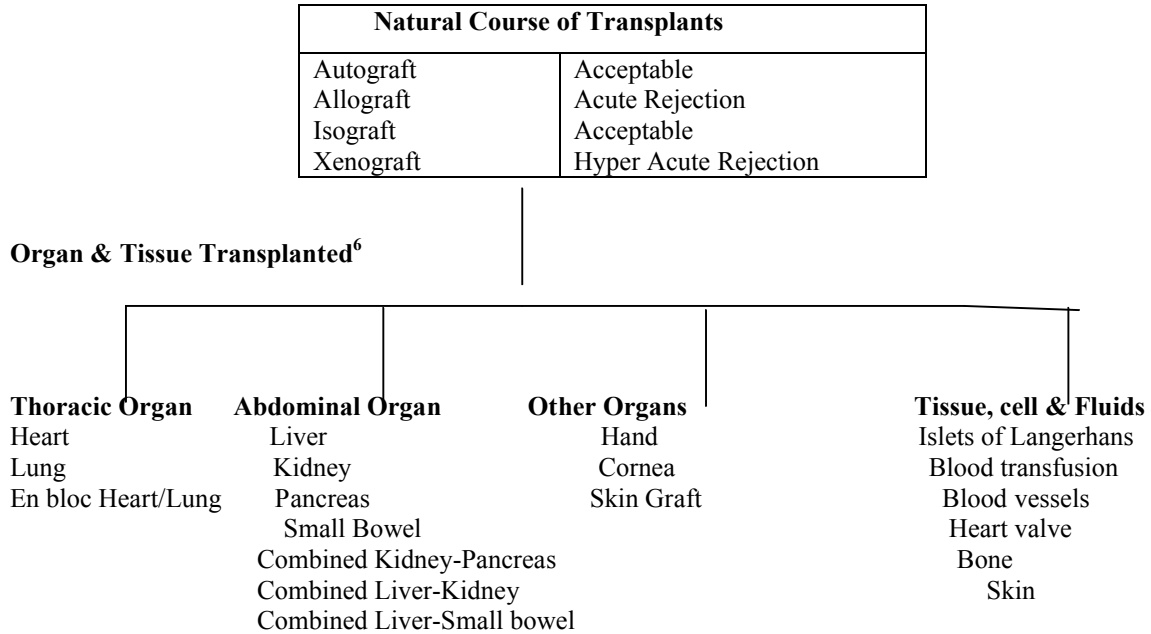 Natural Course of Transplants
Autograft Acceptable
Allograft Acute Rejection
Isograft Acceptable
Xenograft Hyper Acute Rejection
Organ & Tissue Transplanted6
Thoracic Organ
Heart
Lung
En bloc Heart/Lung
Abdominal Organ
Liver
Kidney
Pancreas
Small Bowel
Combined Kidney-Pancreas
Combined Liver-Kidney
Combined Liver-Small bowel
Other Organs
Hand
Cornea
Skin Graft
Tissue, cell & Fluids
Islets of Langerhans
Blood transfusion
Blood vessels
Heart valve
Bone
Skin